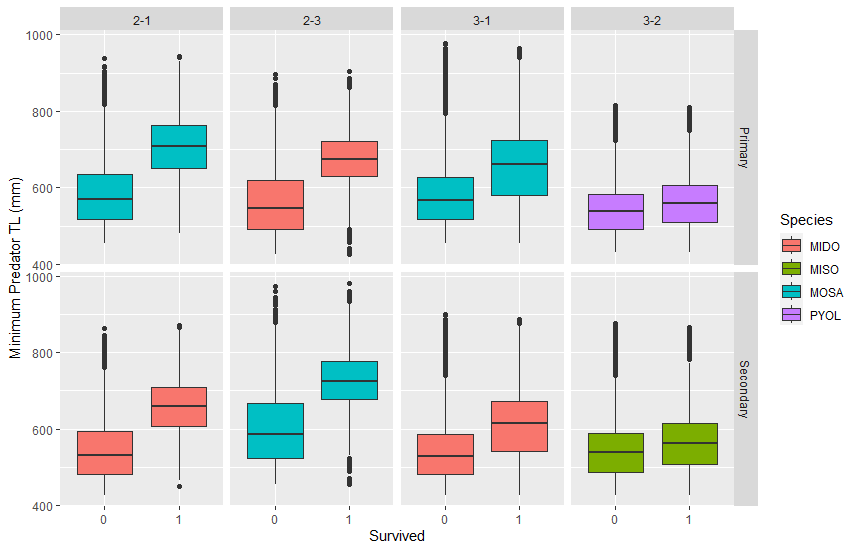 2-1 2-3 3-1 3-2
1000
800
600
400
Primary
1000
800
600
400
Secondary
0 1 0 1 0 1 0 1
Survived
Minimum Predator TL (mm)
Species
MIDO
MISO
MOSA
PYOL